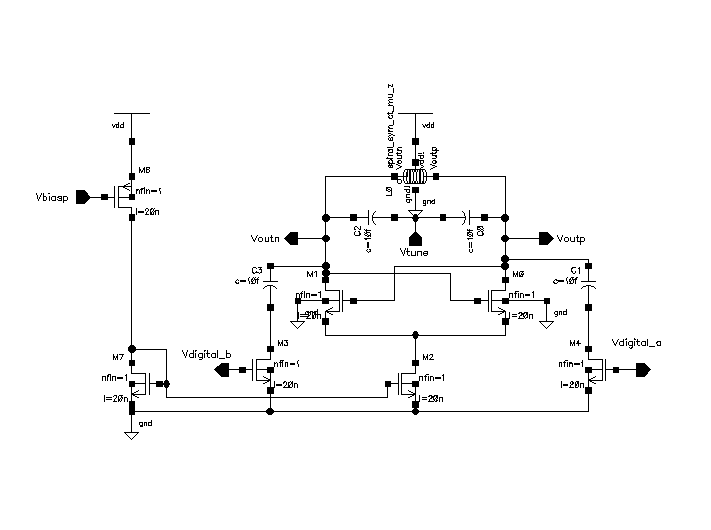 spiral_sym_ct_mu_z
vdd
vdd
Voutn
vdd!
Voutp
M8
Vbiasp
nfin=1
L0
gnd!
l=20n
gnd
C2
C0
Voutn
c=10f
c=10f
Voutp
Vtune
C3
M1
M0
C1
c=10f
c=10f
nfin=1
gnd
gnd
l=20n
l=20n
M7
Vdigital_b
M3
M2
M4
Vdigital_a
nfin=1
nfin=1
nfin=1
nfin=1
l=20n
l=20n
l=20n
l=20n
gnd